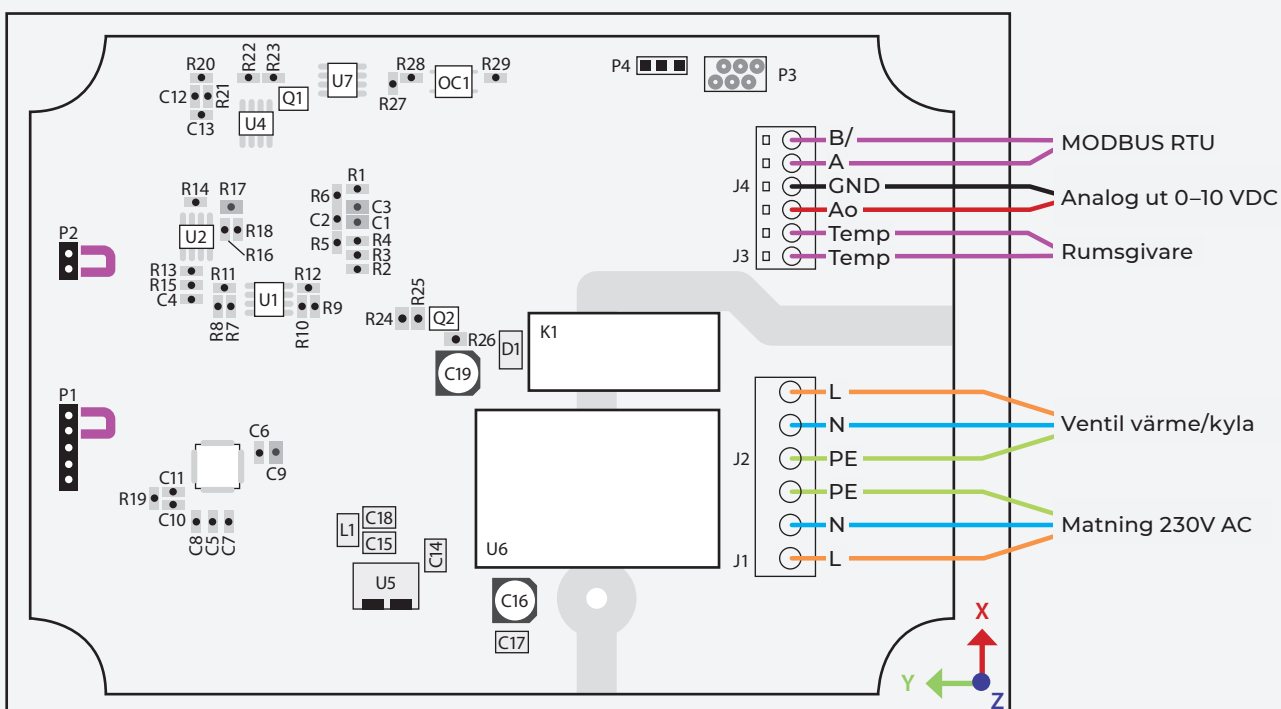 R20
R22
R23
U7
R28
OC1
R29
P4
P3
C12
R21
Q1
R27
C13
U4
B/
MODBUS RTU
A
J4
GND
Analog ut 0–10 VDC
Ao
Temp
Rumsgivare
J3
Temp
R14
R17
R6
R1
C3
C2
C1
P2
U2
R18
R5
R4
R16
R3
R13
R2
R15
R11
R12
C4
U1
R9
R8
R7
R10
R25
R24
Q2
R26
D1
K1
C19
P1
L
N
Ventil värme/kyla
J2
PE
PE
N
Matning 230V AC
J1
L
C6
C9
C11
R19
C10
C8
C5
C7
L1
C18
C15
C14
U6
U5
C16
C17
X
Y
Z